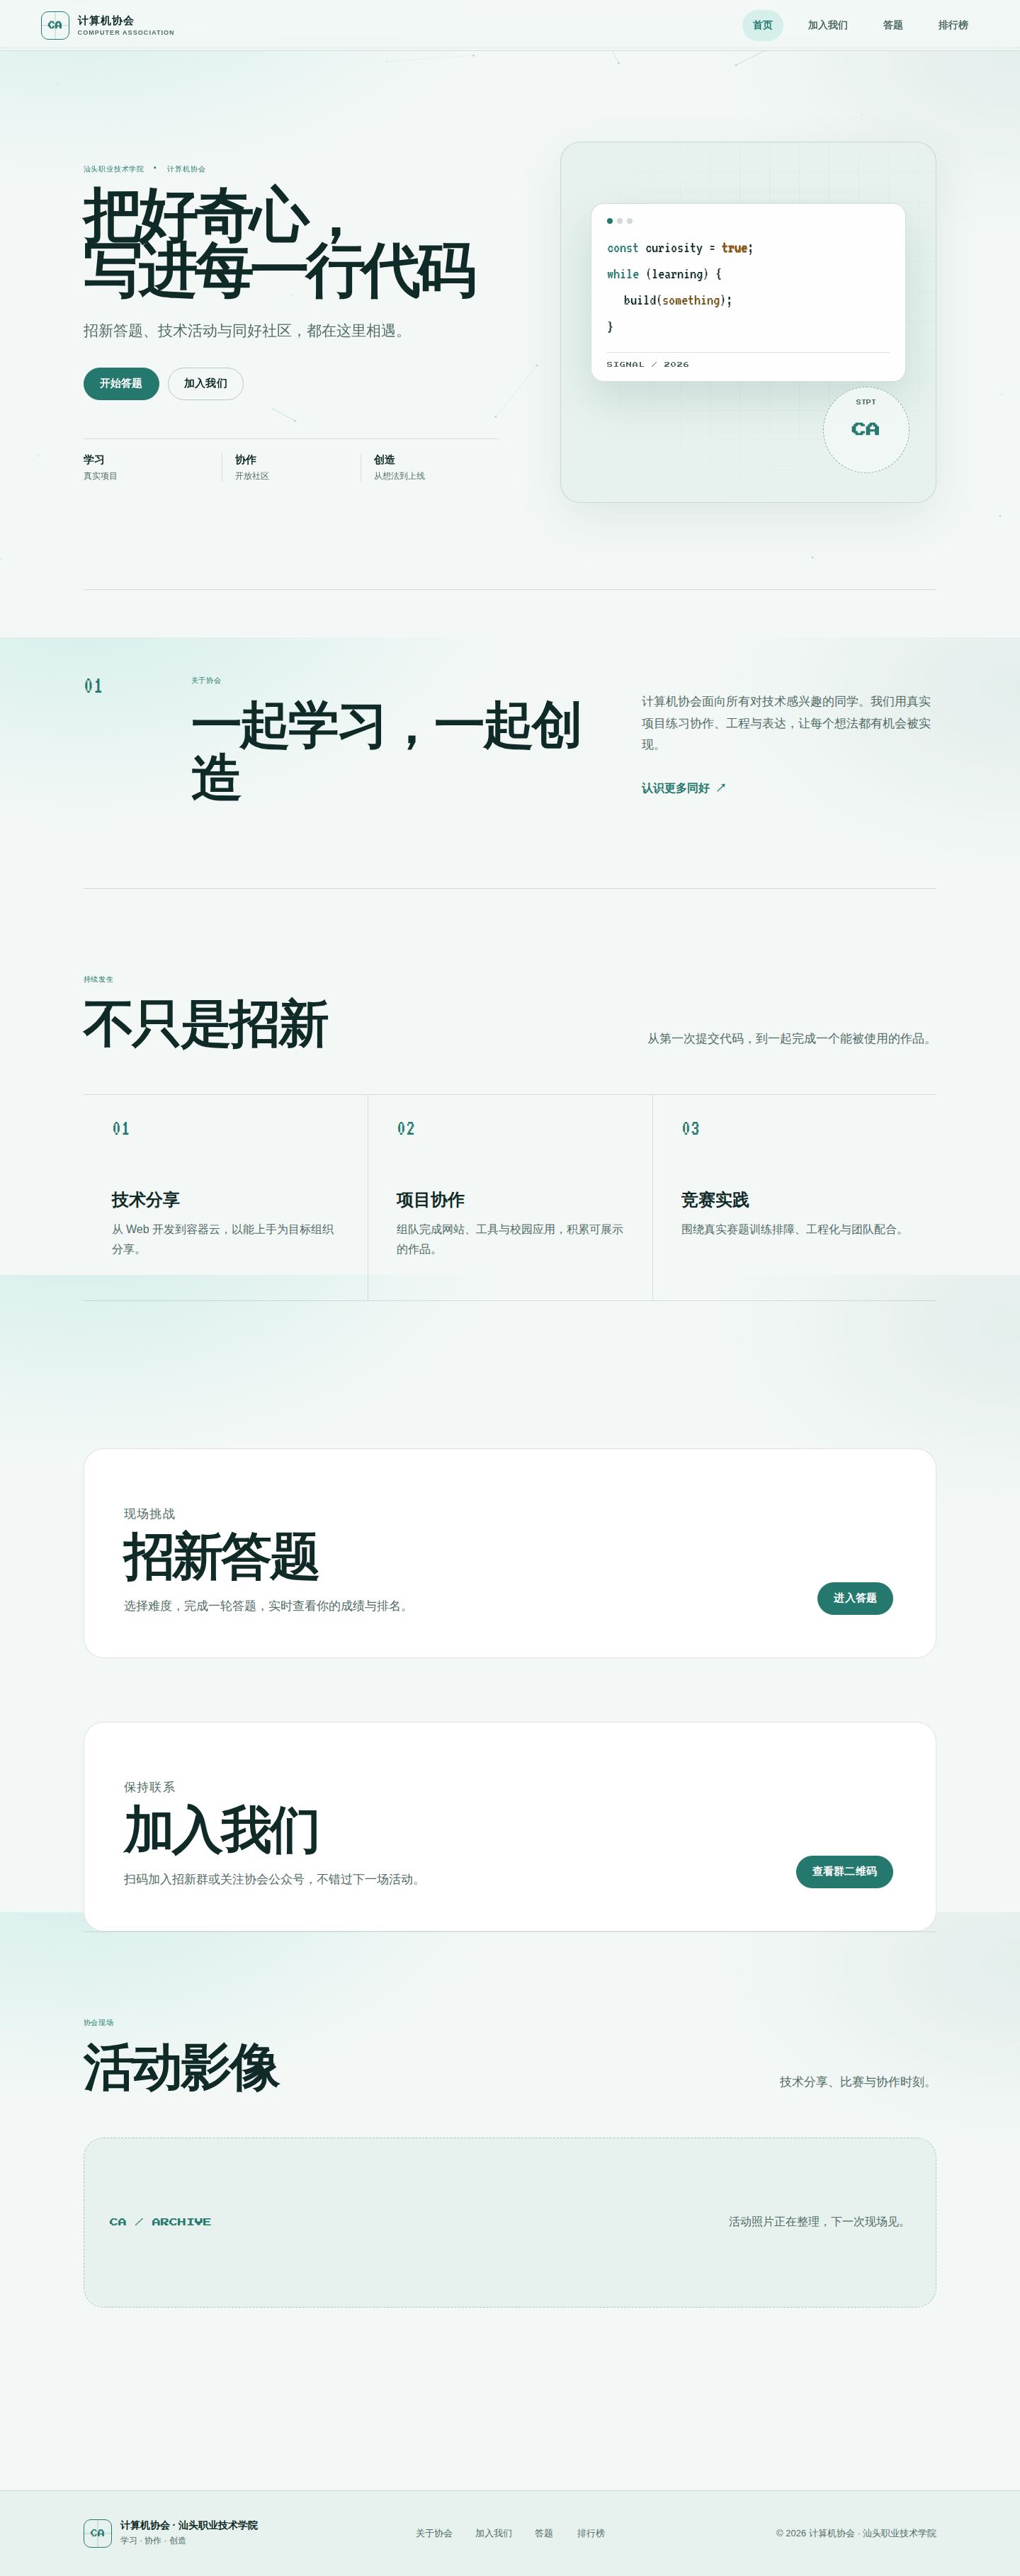 CA
计算机协会
COMPUTER ASSOCIATION
首页
加入我们
答题
排行榜
汕头职业技术学院 • 计算机协会
把好奇心，
写进每一行代码
招新答题、技术活动与同好社区，都在这里相遇。
开始答题
加入我们
学习
真实项目
协作
开放社区
创造
从想法到上线
const curiosity = true;
while (learning) {
build(something);
}
SIGNAL / 2026
STPT
CA
01
关于协会
一起学习，一起创
造
计算机协会面向所有对技术感兴趣的同学。我们用真实
项目练习协作、工程与表达，让每个想法都有机会被实
现。
认识更多同好 ↗
持续发生
不只是招新
从第一次提交代码，到一起完成一个能被使用的作品。
01
技术分享
从 Web 开发到容器云，以能上手为目标组织
分享。
02
项目协作
组队完成网站、工具与校园应用，积累可展示
的作品。
03
竞赛实践
围绕真实赛题训练排障、工程化与团队配合。
现场挑战
招新答题
选择难度，完成一轮答题，实时查看你的成绩与排名。
进入答题
保持联系
加入我们
扫码加入招新群或关注协会公众号，不错过下一场活动。
查看群二维码
协会现场
活动影像
技术分享、比赛与协作时刻。
CA / ARCHIVE
活动照片正在整理，下一次现场见。
CA
计算机协会 · 汕头职业技术学院
学习 · 协作 · 创造
关于协会
加入我们
答题
排行榜
© 2026 计算机协会 · 汕头职业技术学院